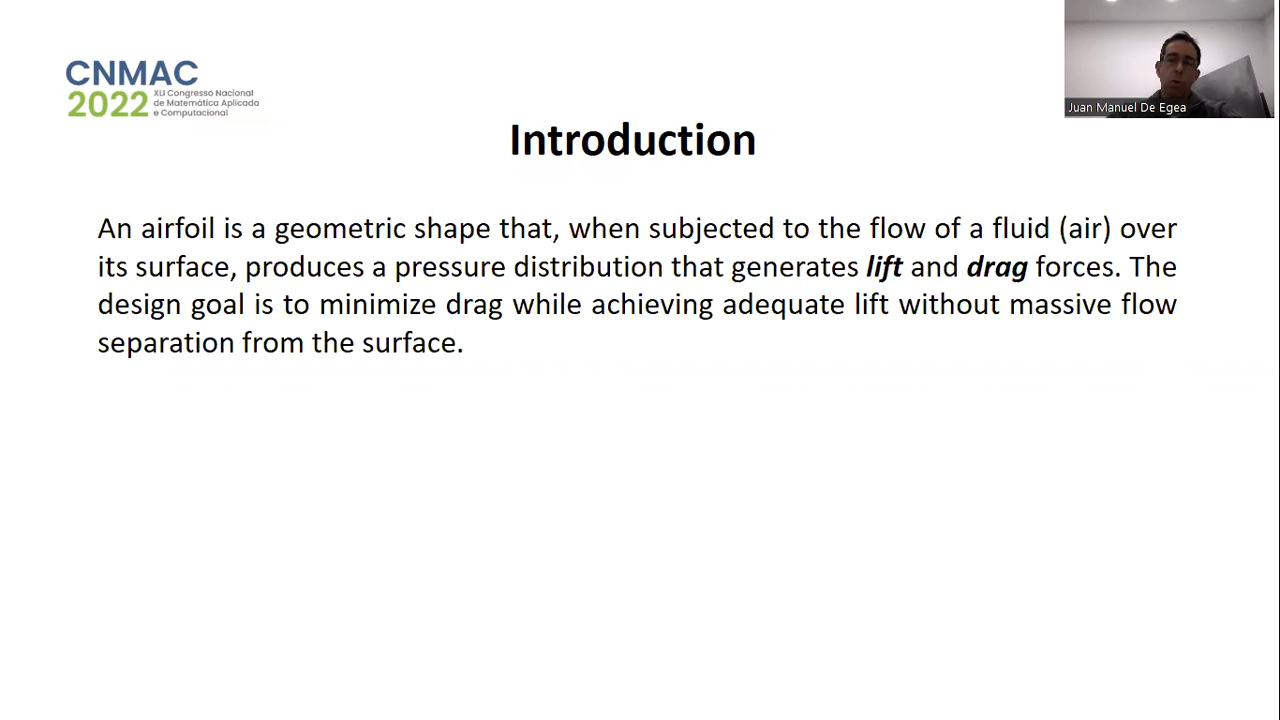 CNMAC
2022
XLI Congresso Nacional
de Matemática Aplicada
e Computacional
Juan Manuel De Egea
Introduction
An airfoil is a geometric shape that, when subjected to the flow of a fluid (air) over
its surface, produces a pressure distribution that generates lift and drag forces. The
design goal is to minimize drag while achieving adequate lift without massive flow
separation from the surface.